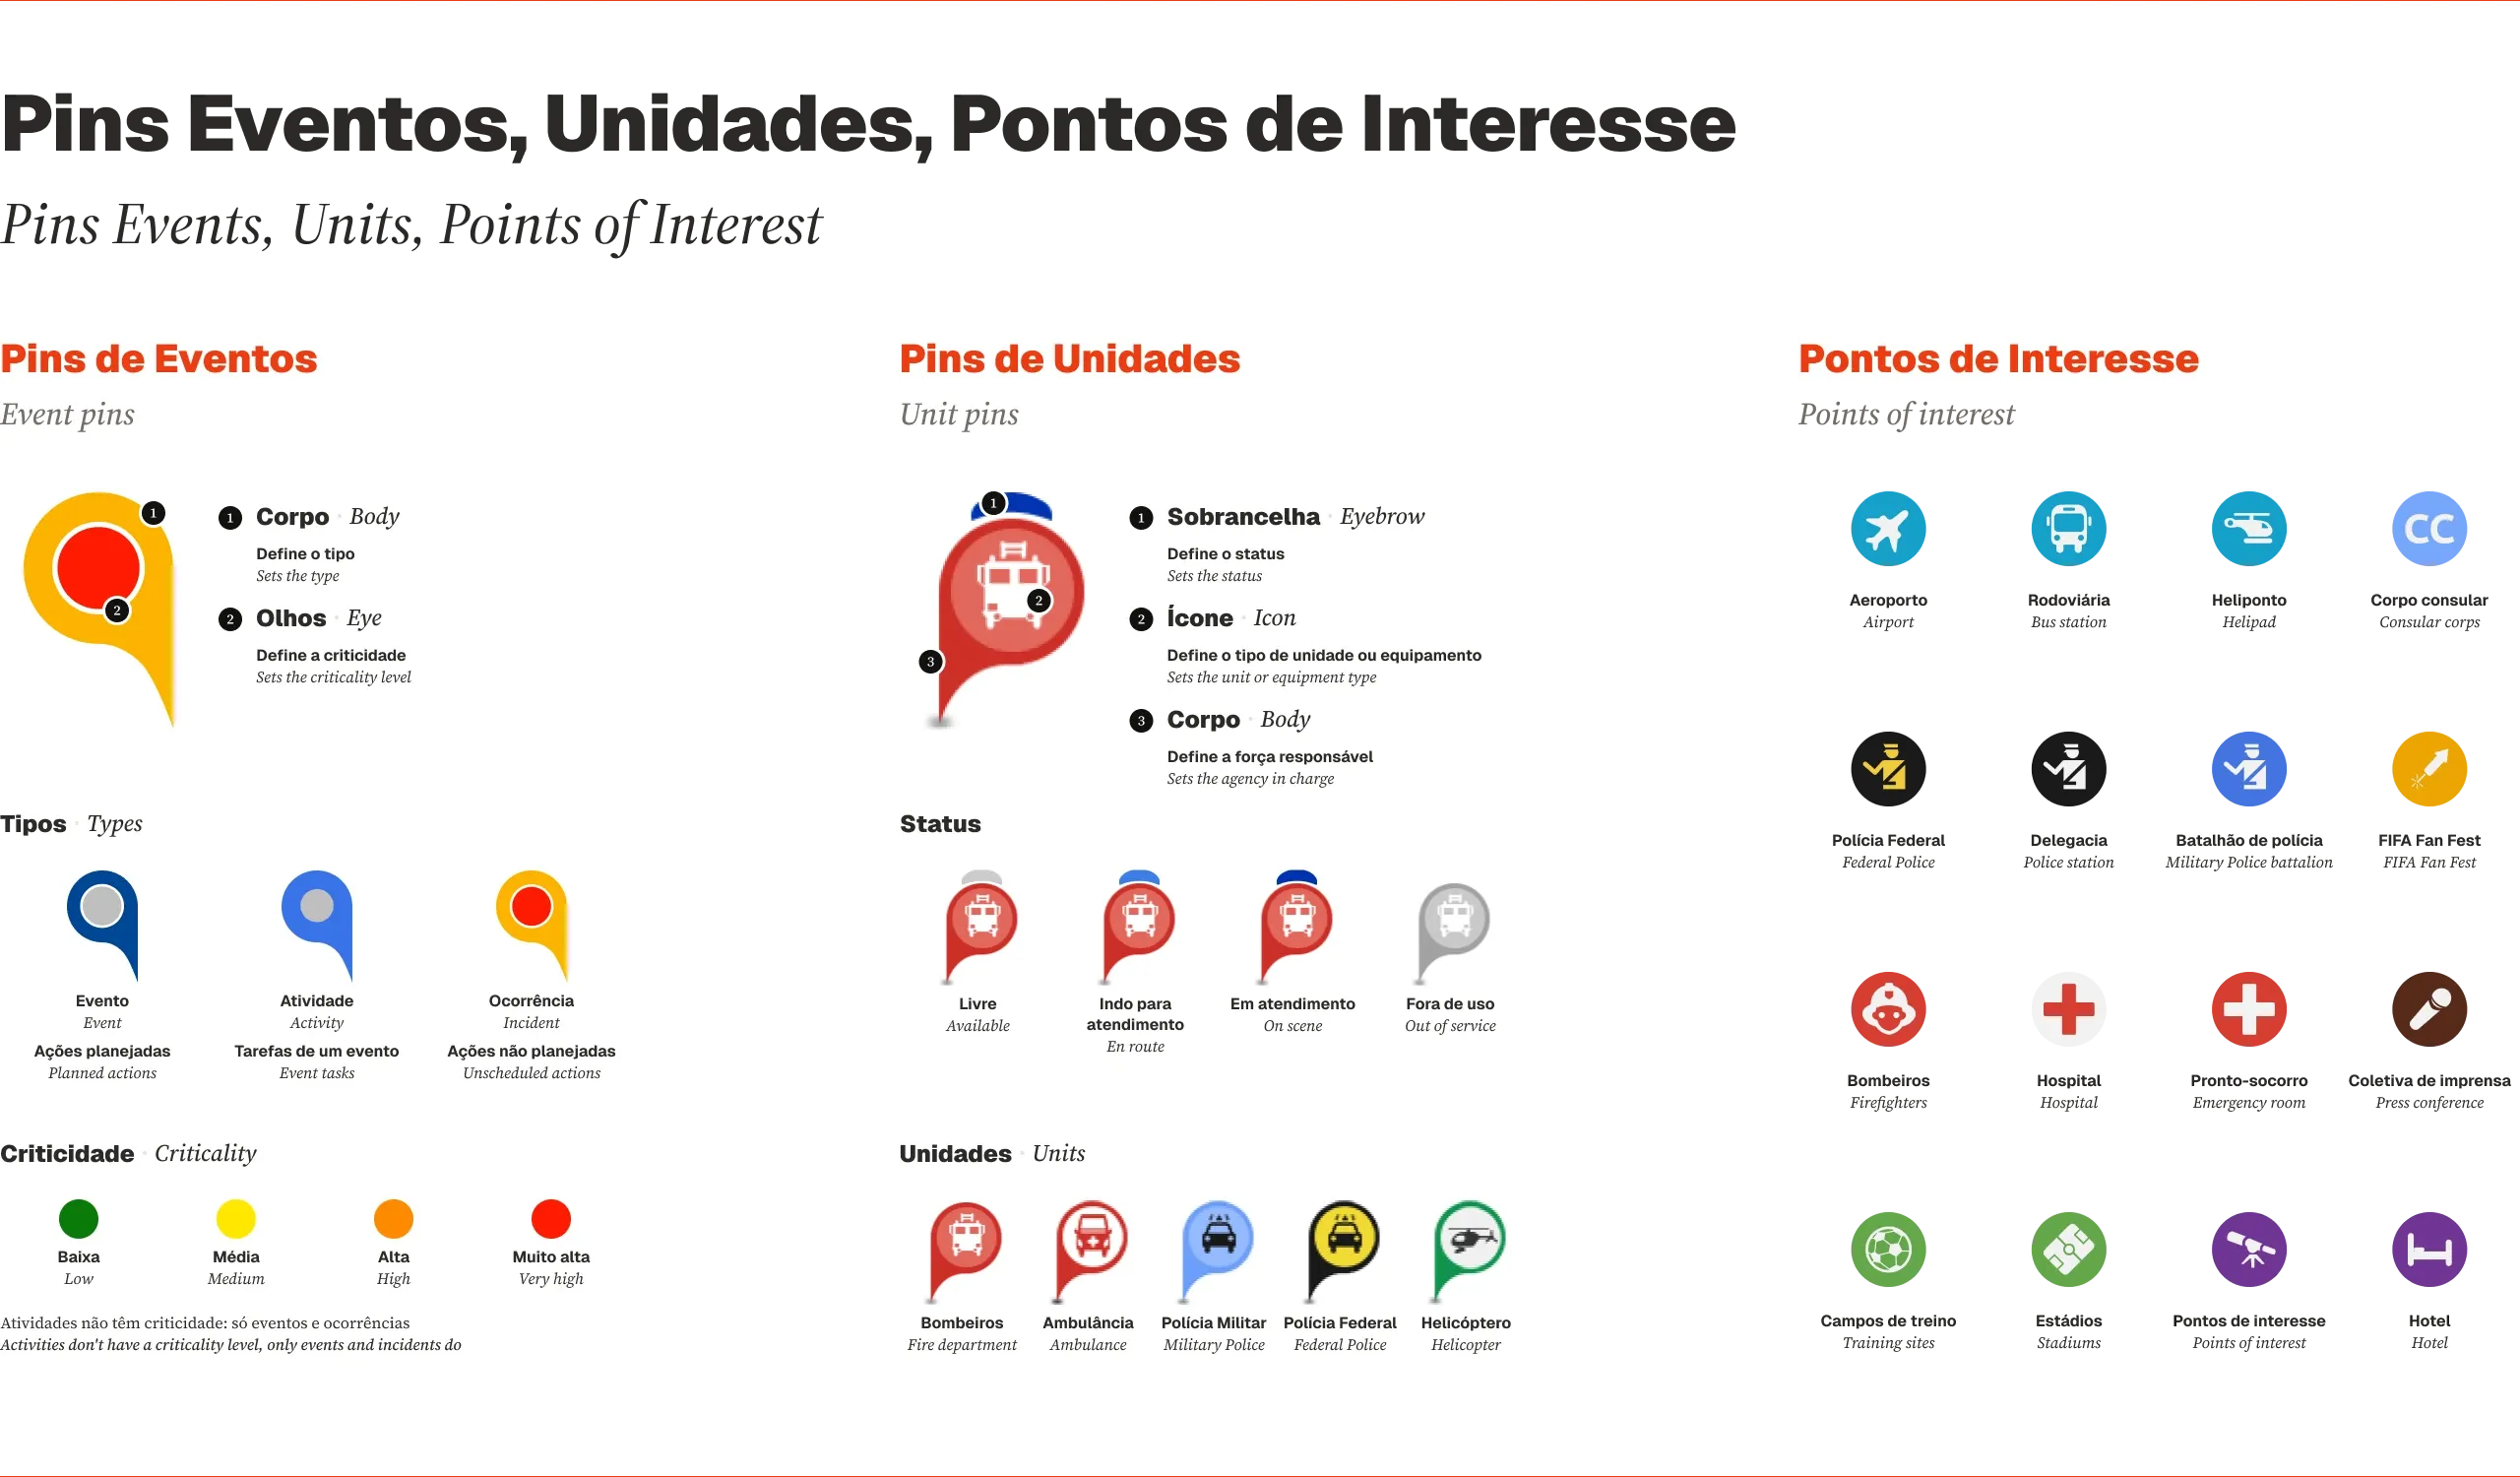 Pins Eventos, Unidades, Pontos de Interesse
Pins Events, Units, Points of Interest
Pins de Eventos
Event pins
1
2
1 Corpo · Body
Define o tipo
Sets the type
2 Olhos · Eye
Define a criticidade
Sets the criticality level
Tipos · Types
Evento
Event
Ações planejadas
Planned actions
Atividade
Activity
Tarefas de um evento
Event tasks
Ocorrência
Incident
Ações não planejadas
Unscheduled actions
Criticidade · Criticality
Baixa
Low
Média
Medium
Alta
High
Muito alta
Very high
Atividades não têm criticidade: só eventos e ocorrências
Activities don't have a criticality level, only events and incidents do
Pins de Unidades
Unit pins
1
2
3
1 Sobrancelha · Eyebrow
Define o status
Sets the status
2 Ícone · Icon
Define o tipo de unidade ou equipamento
Sets the unit or equipment type
3 Corpo · Body
Define a força responsável
Sets the agency in charge
Status
Livre
Available
Indo para
atendimento
En route
Em atendimento
On scene
Fora de uso
Out of service
Unidades · Units
Bombeiros
Fire department
Ambulância
Ambulance
Polícia Militar
Military Police
Polícia Federal
Federal Police
Helicóptero
Helicopter
Pontos de Interesse
Points of interest
Aeroporto
Airport
Rodoviária
Bus station
Heliponto
Helipad
CC
Corpo consular
Consular corps
Polícia Federal
Federal Police
Delegacia
Police station
Batalhão de polícia
Military Police battalion
FIFA Fan Fest
FIFA Fan Fest
Bombeiros
Firefighters
Hospital
Hospital
Pronto-socorro
Emergency room
Coletiva de imprensa
Press conference
Campos de treino
Training sites
Estádios
Stadiums
Pontos de interesse
Points of interest
Hotel
Hotel